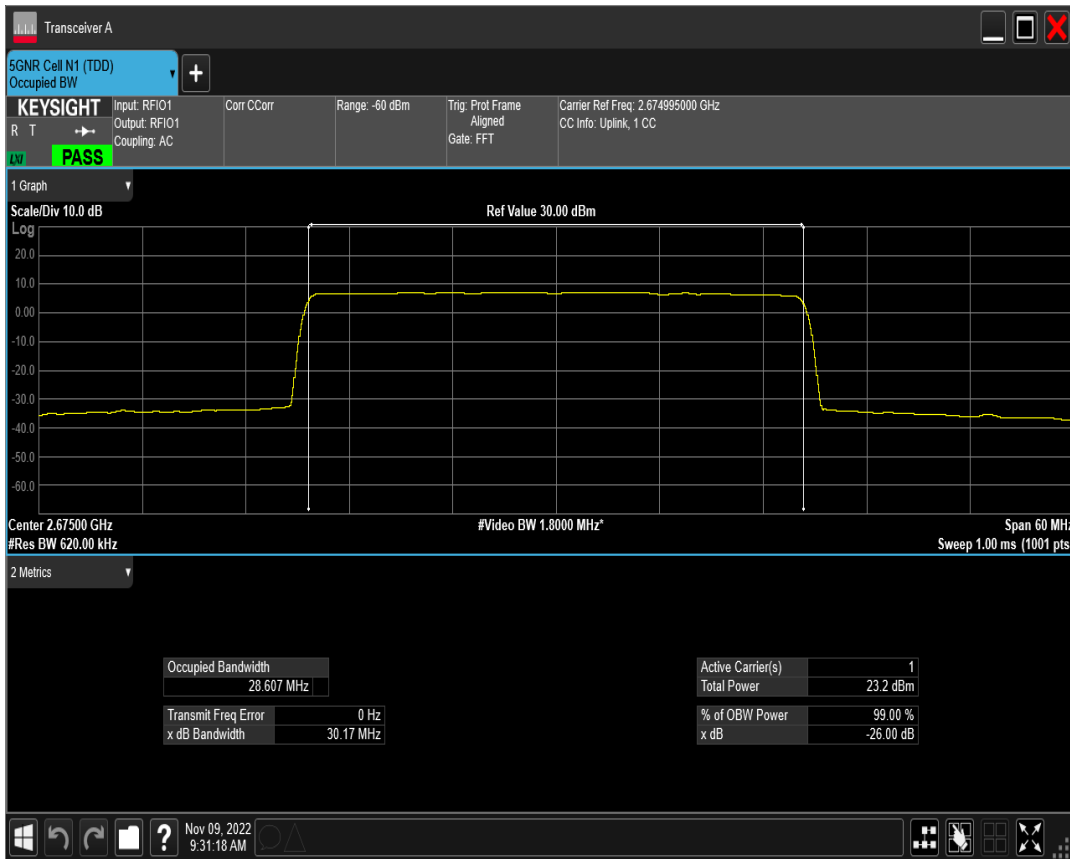 Transceiver A
5GNR Cell N1 (TDD)
Occupied BW
+
KEYSIGHT
R T
LXI
PASS
Input: RFIO1
Output: RFIO1
Coupling: AC
Corr CCorr
Range: -60 dBm
Trig: Prot Frame
Aligned
Gate: FFT
Carrier Ref Freq: 2.674995000 GHz
CC Info: Uplink, 1 CC
1 Graph
Scale/Div 10.0 dB
Ref Value 30.00 dBm
Log
20.0
10.0
0.00
-10.0
-20.0
-30.0
-40.0
-50.0
-60.0
Center 2.67500 GHz
#Video BW 1.8000 MHz*
Span 60 MHz
#Res BW 620.00 kHz
Sweep 1.00 ms (1001 pts
2 Metrics
Occupied Bandwidth
28.607 MHz
Transmit Freq Error 0 Hz
x dB Bandwidth 30.17 MHz
Active Carrier(s) 1
Total Power 23.2 dBm
% of OBW Power 99.00 %
x dB -26.00 dB
?
Nov 09, 2022
9:31:18 AM